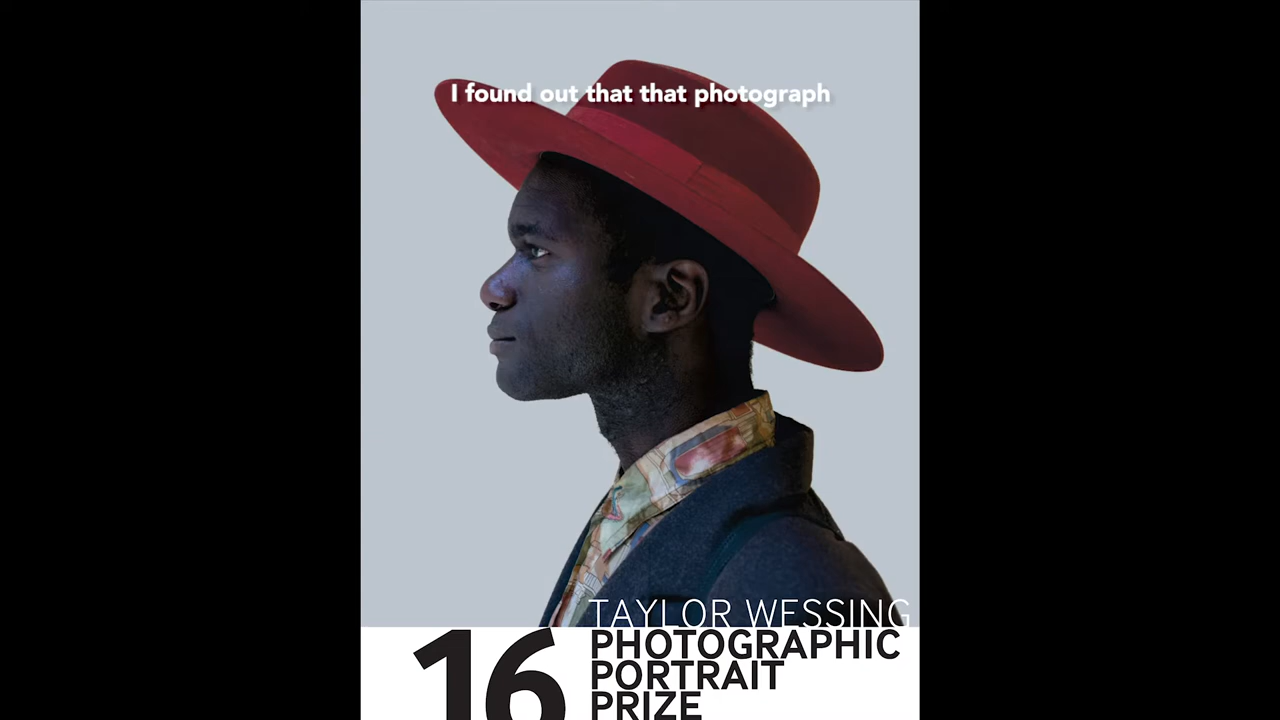 I found out that that photograph
TAYLOR WESSING
16
PHOTOGRAPHIC
PORTRAIT
PRIZE